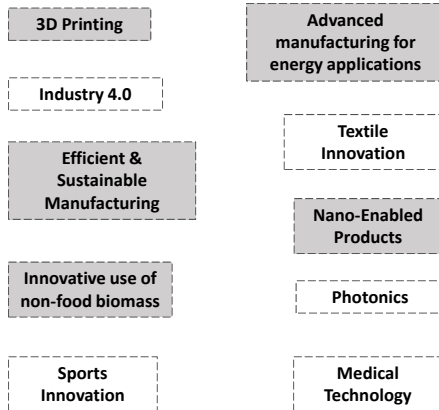 3D Printing
Industry 4.0
Efficient &
Sustainable
Manufacturing
Innovative use of
non-food biomass
Sports
Innovation
Advanced
manufacturing for
energy applications
Textile
Innovation
Nano-Enabled
Products
Photonics
Medical
Technology